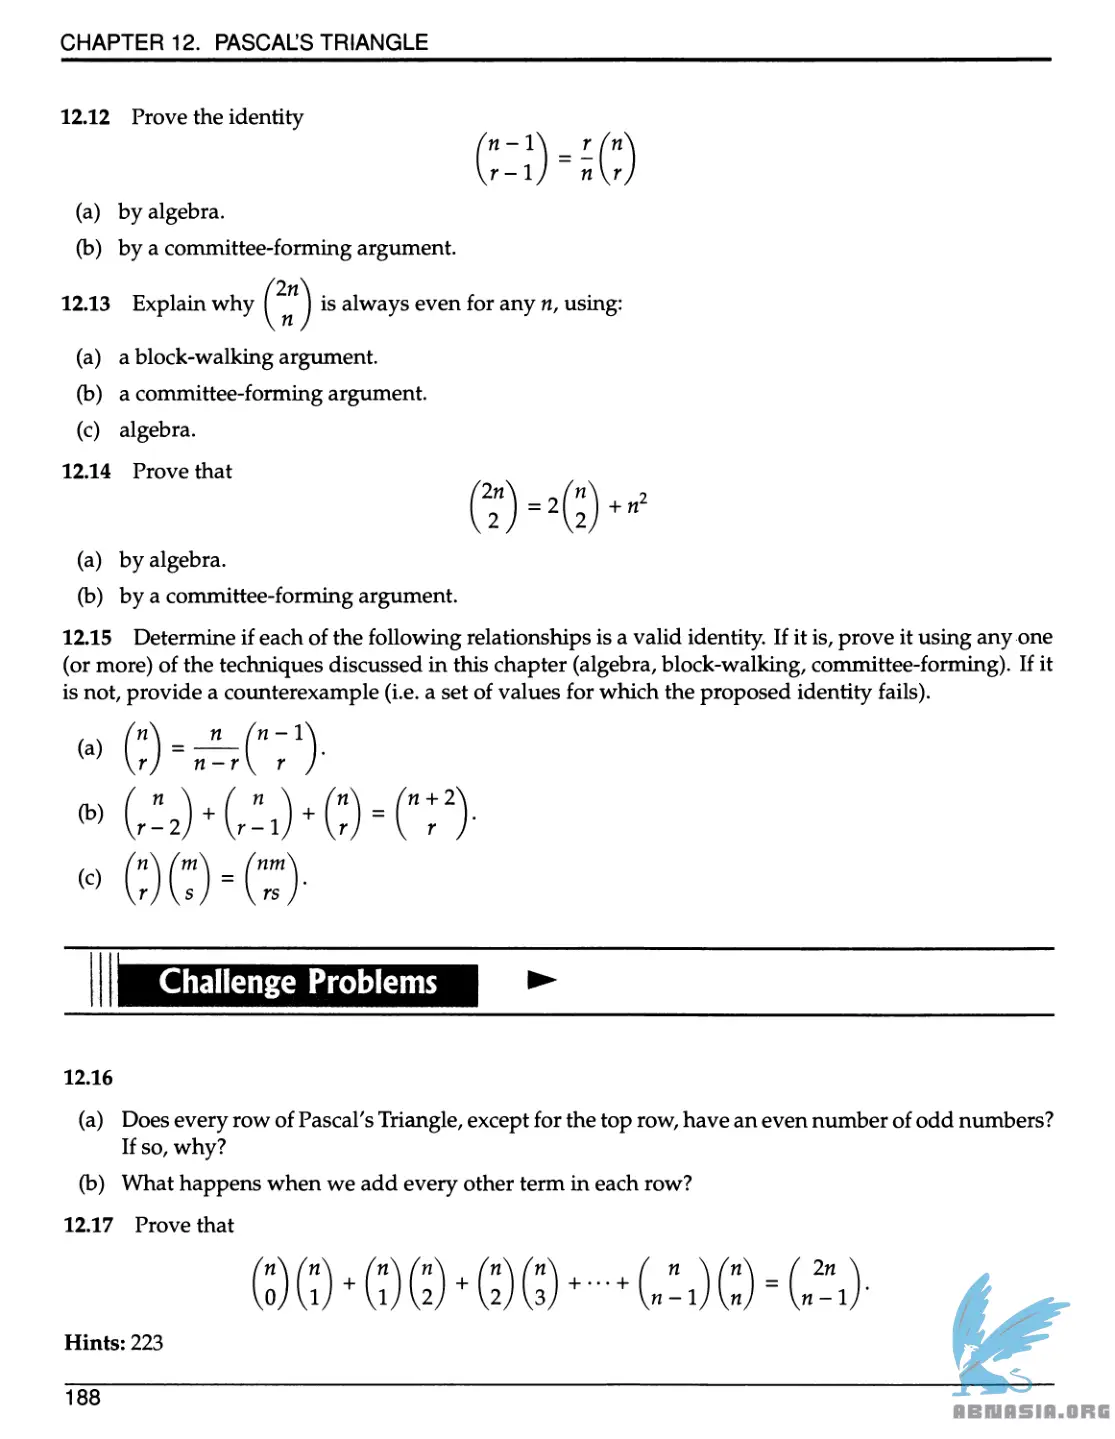 CHAPTER 12. PASCAL'S TRIANGLE
12.12 Prove the identity
$\binom{n-1}{r-1} = \frac{r}{n}\binom{n}{r}$
(a) by algebra.
(b) by a committee-forming argument.
12.13 Explain why $\binom{2n}{n}$ is always even for any n, using:
(a) a block-walking argument.
(b) a committee-forming argument.
(c) algebra.
12.14 Prove that
$\binom{2n}{2} = 2\binom{n}{2} + n^2$
(a) by algebra.
(b) by a committee-forming argument.
12.15 Determine if each of the following relationships is a valid identity. If it is, prove it using any one
(or more) of the techniques discussed in this chapter (algebra, block-walking, committee-forming). If it
is not, provide a counterexample (i.e. a set of values for which the proposed identity fails).
(a) $\binom{n}{r} = \frac{n}{n-r}\binom{n-1}{r}$.
(b) $\binom{n}{r-2} + \binom{n}{r-1} + \binom{n}{r} = \binom{n+2}{r}$.
(c) $\binom{n}{r}\binom{m}{s} = \binom{nm}{rs}$.
Challenge Problems
12.16
(a) Does every row of Pascal's Triangle, except for the top row, have an even number of odd numbers?
If so, why?
(b) What happens when we add every other term in each row?
12.17 Prove that
$\binom{n}{0}\binom{n}{1} + \binom{n}{1}\binom{n}{2} + \binom{n}{2}\binom{n}{3} + \cdots + \binom{n}{n-1}\binom{n}{n} = \binom{2n}{n-1}$.
Hints: 223
188
ABNASIA.ORG